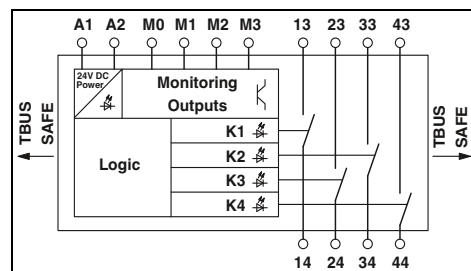 A1 A2 M0 M1 M2 M3 13 23 33 43
24V DC
Power
Monitoring
Outputs
TBUS
SAFE
TBUS
SAFE
K1
K2
Logic
K3
K4
14 24 34 44